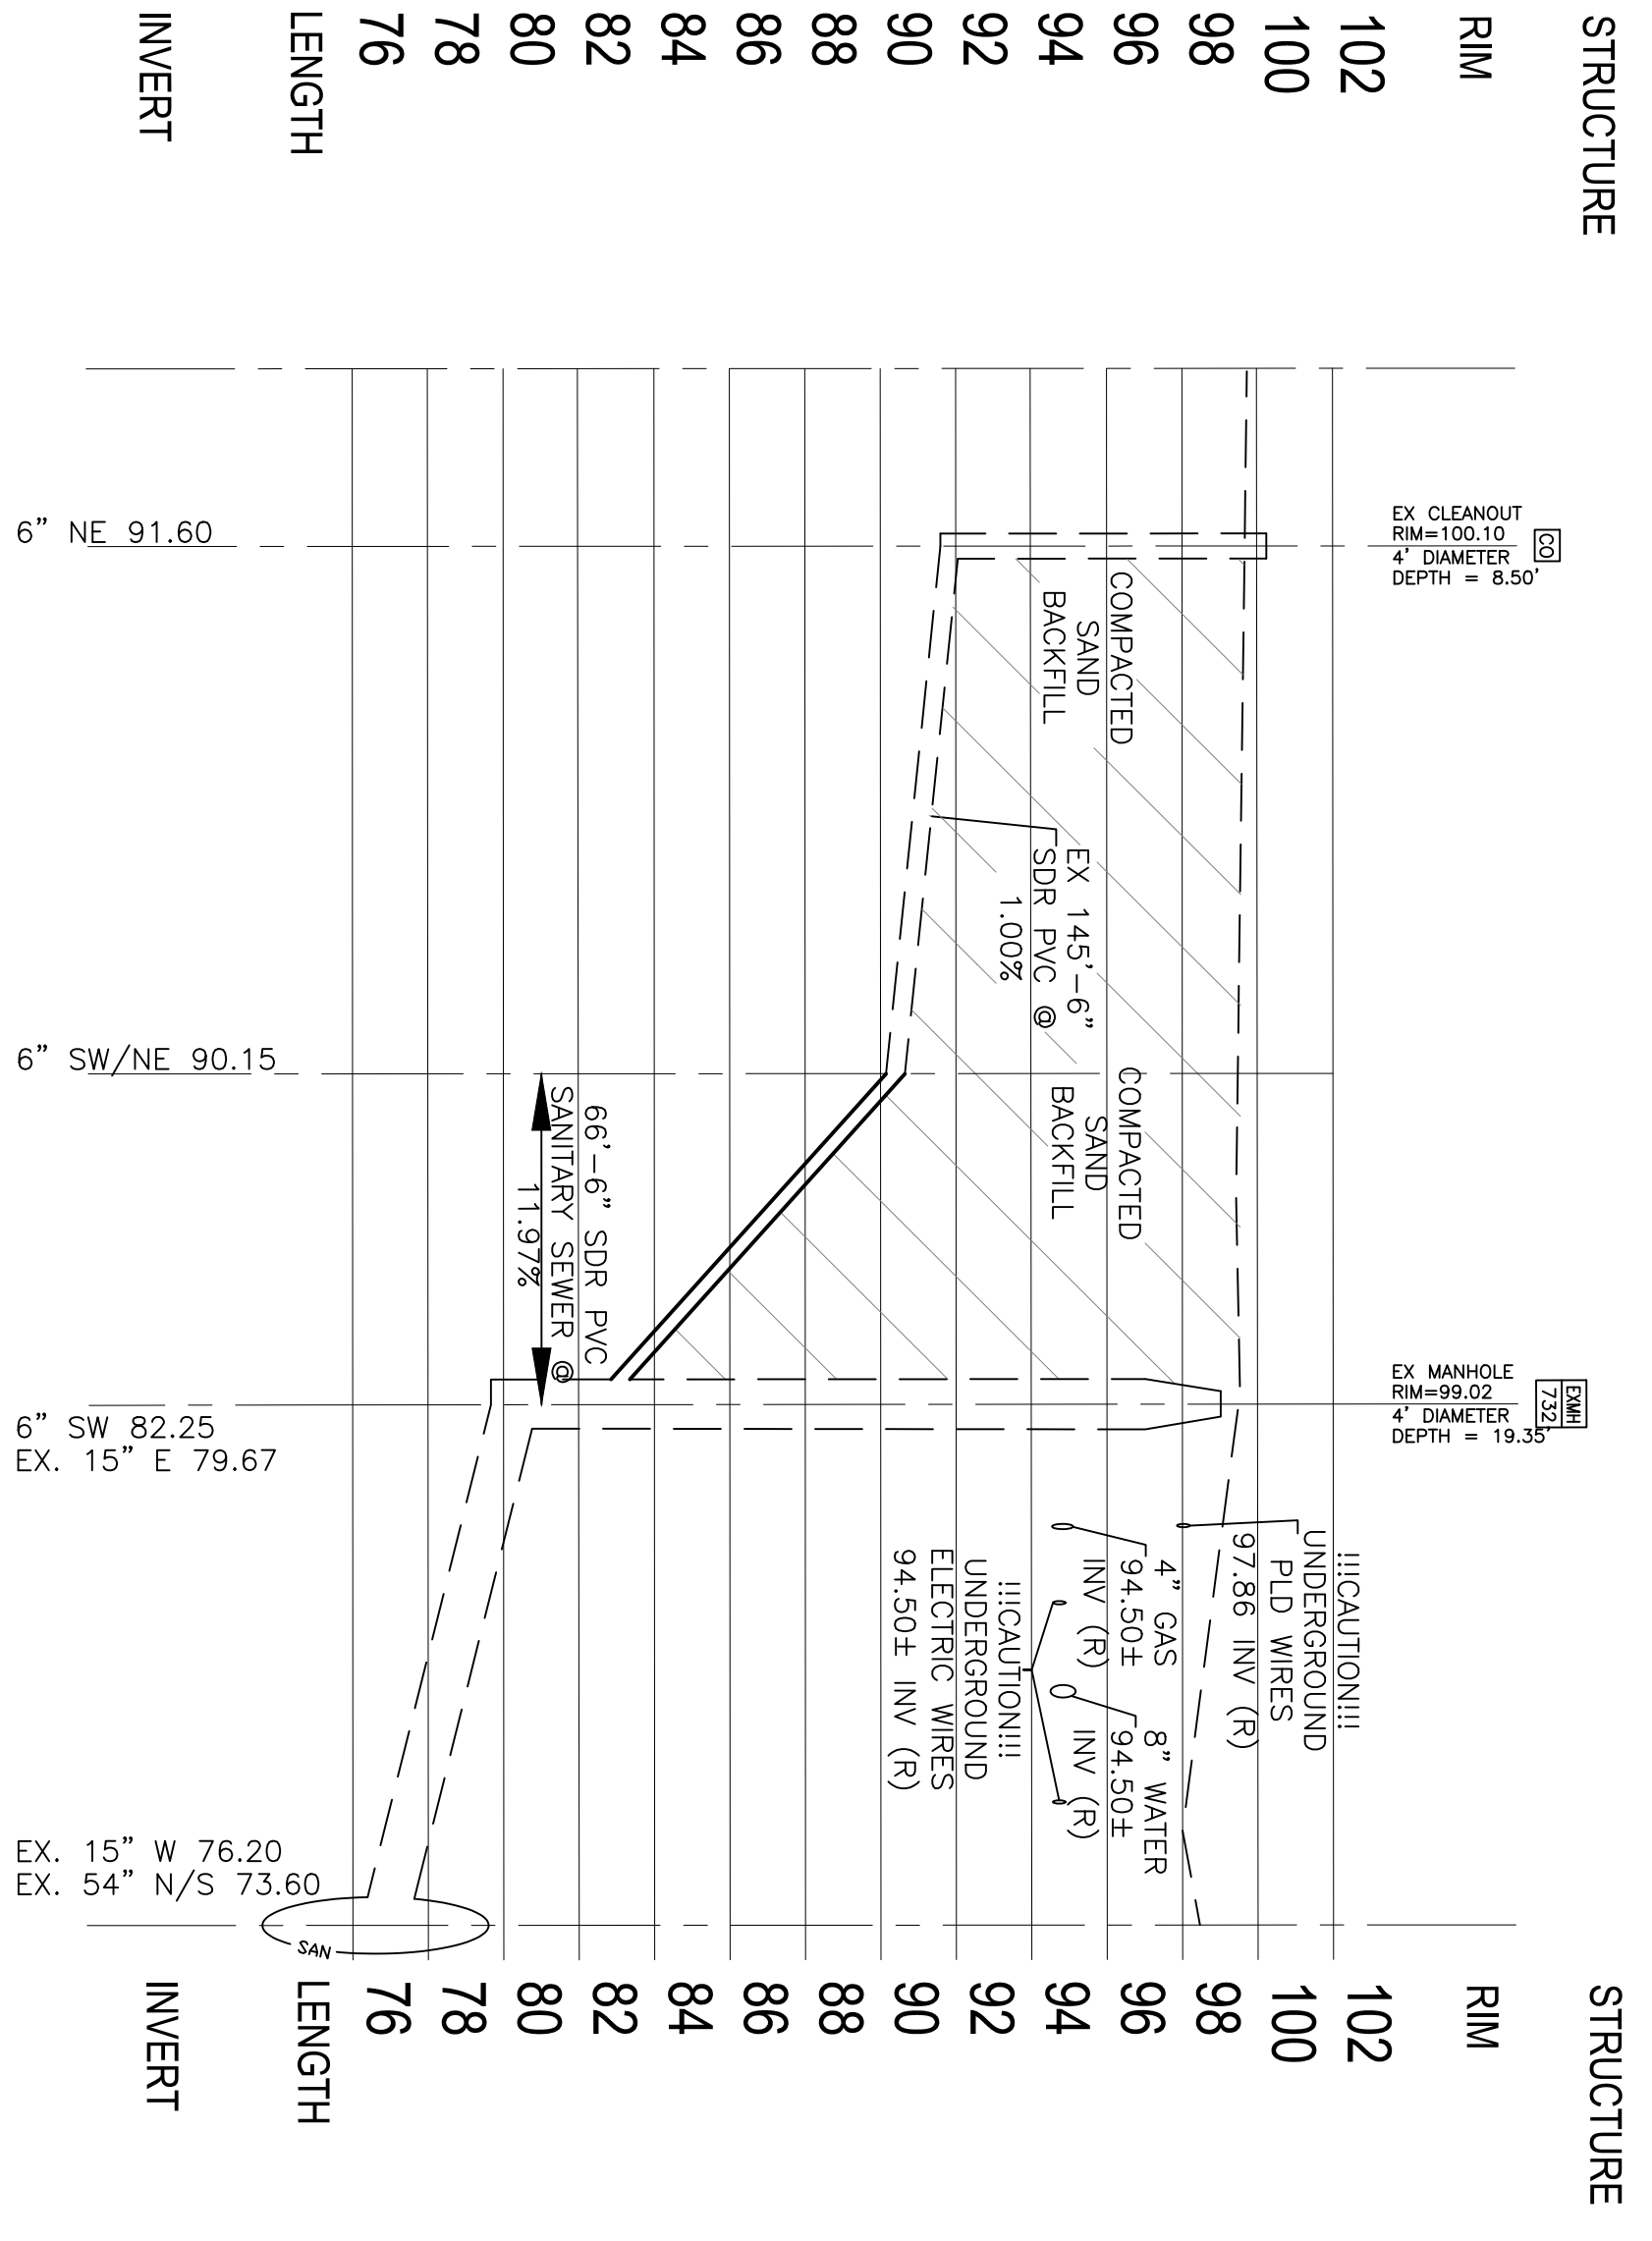 STRUCTURE
RIM
102
100
98
96
94
92
90
88
86
84
82
80
78
76
LENGTH
INVERT
EX CLEANOUT
RIM=100.10
4' DIAMETER
DEPTH = 8.50'
CO
6" NE 91.60
COMPACTED
SAND
BACKFILL
EX 145'-6"
SDR PVC @
1.00%
6" SW/NE 90.15
COMPACTED
SAND
BACKFILL
66'-6" SDR PVC
SANITARY SEWER @
11.97%
EX MANHOLE
RIM=99.02
4' DIAMETER
DEPTH = 19.35'
EXMH
732
6" SW 82.25
EX. 15" E 79.67
!!!CAUTION!!!
UNDERGROUND
PLD WIRES
97.86 INV (R)
4" GAS
94.50±
INV (R)
8" WATER
94.50±
INV (R)
!!!CAUTION!!!
UNDERGROUND
ELECTRIC WIRES
94.50± INV (R)
EX. 15" W 76.20
EX. 54" N/S 73.60
SAN
STRUCTURE
RIM
102
100
98
96
94
92
90
88
86
84
82
80
78
76
LENGTH
INVERT